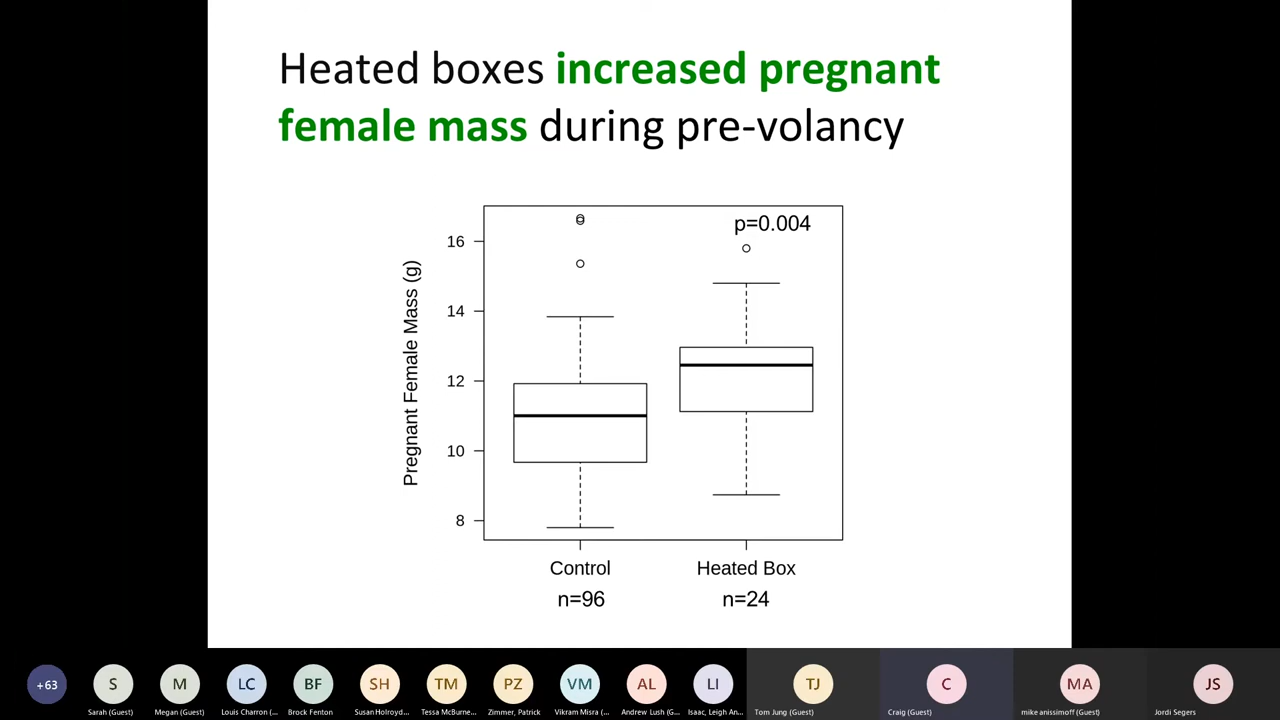 Heated boxes increased pregnant
female mass during pre-volancy
p=0.004
16
14
12
10
8
Pregnant Female Mass (g)
Control
Heated Box
n=96
n=24
+63
S
M
LC
BF
SH
TM
PZ
VM
AL
LI
TJ
C
MA
JS
Sarah (Guest)
Megan (Guest)
Louis Charron (...
Brock Fenton
Susan Holroyd...
Tessa McBurne...
Zimmer, Patrick
Vikram Misra (...
Andrew Lush (G...
Isaac, Leigh An...
Tom Jung (Guest)
Craig (Guest)
mike anissimoff (Guest)
Jordi Segers